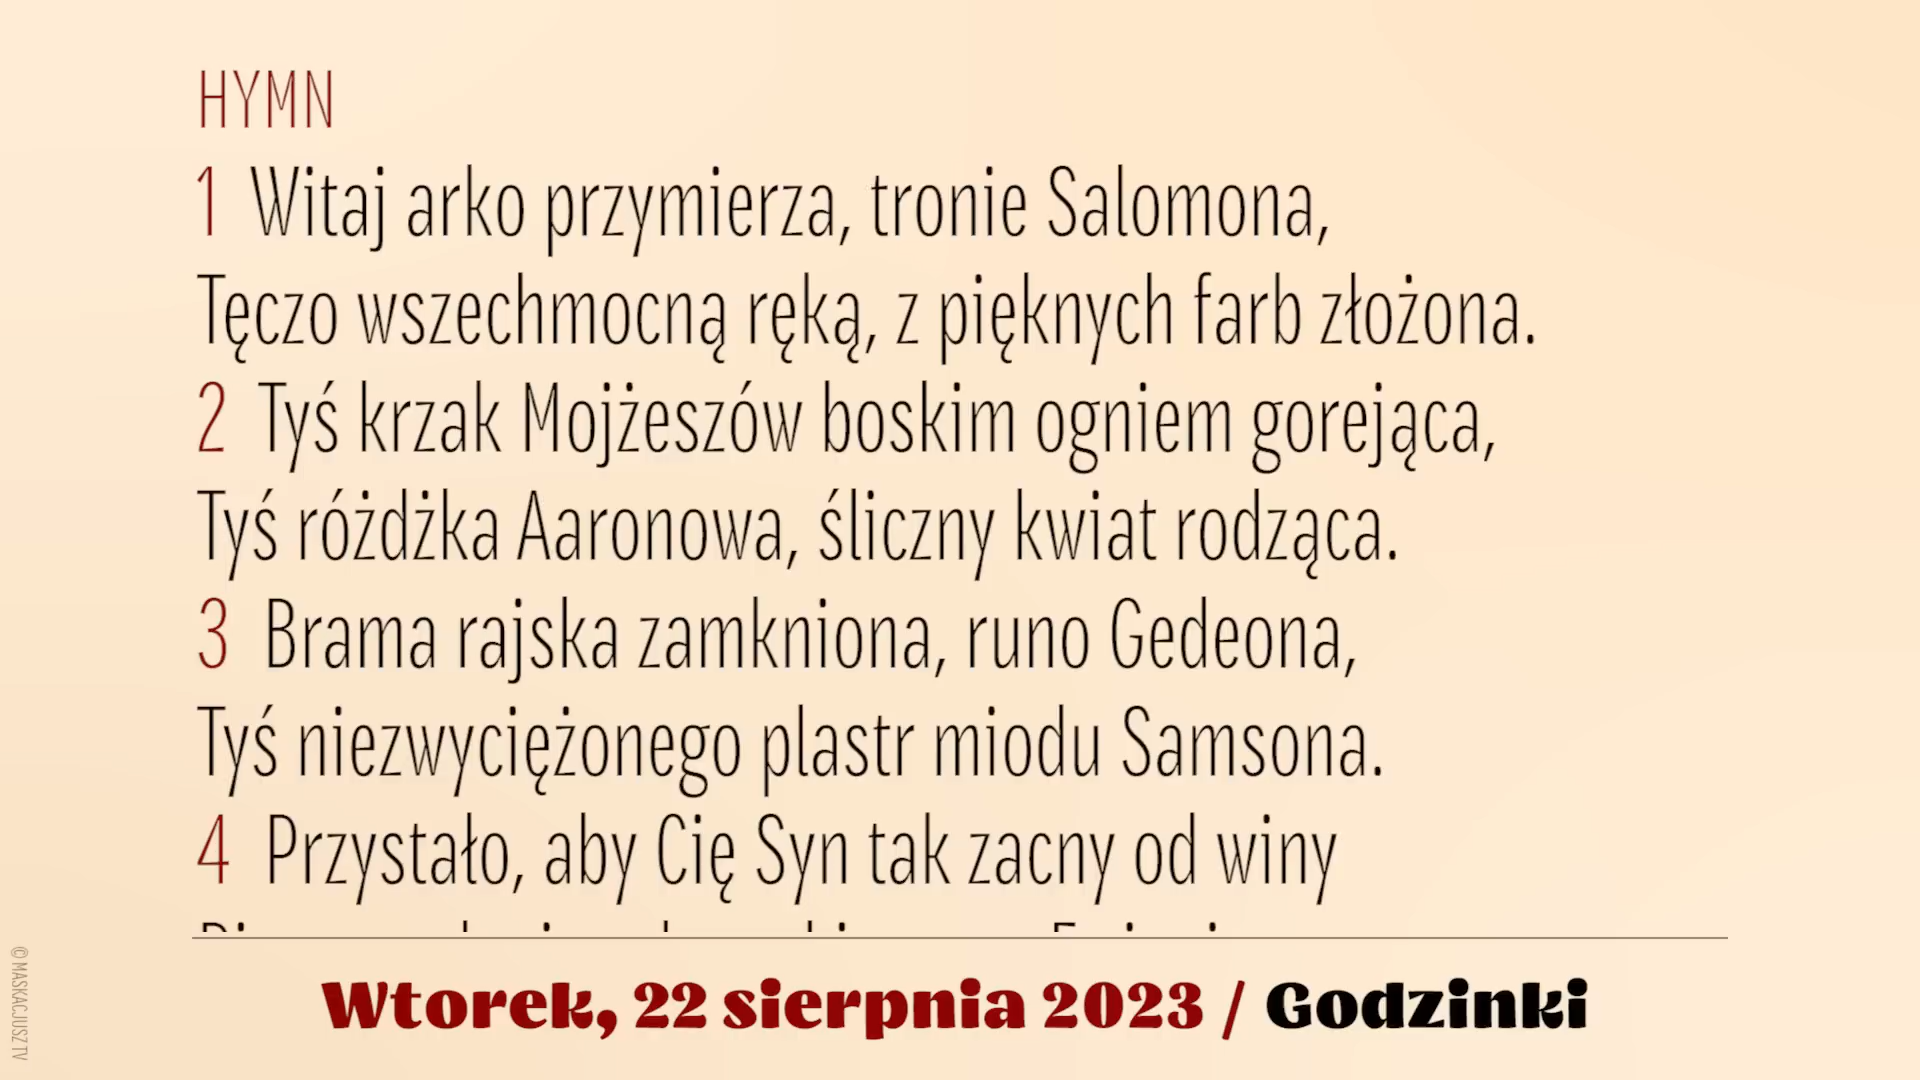 HYMN
1 Witaj arko przymierza, tronie Salomona,
Tęczo wszechmocną ręką, z pięknych farb złożona.
2 Tyś krzak Mojżeszów boskim ogniem gorejąca,
Tyś różdżka Aaronowa, śliczny kwiat rodząca.
3 Brama rajska zamkniona, runo Gedeona,
Tyś niezwyciężonego plastr miodu Samsona.
4 Przystało, aby Cię Syn tak zacny od winy
Wtorek, 22 sierpnia 2023 / Godzinki
© MASKACJUSZ TV